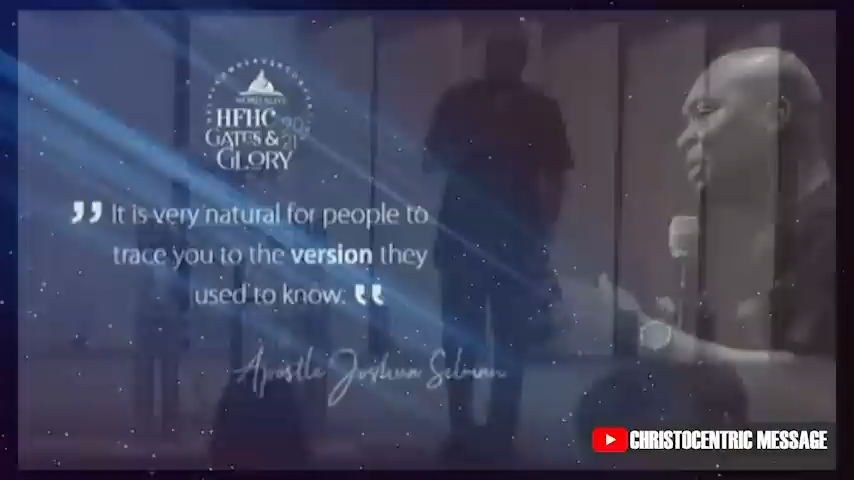 HFHC
GATES &
GLORY
2021
❞ It is very natural for people to
trace you to the version they
used to know. ❝
Apostle Joshua Selman
CHRISTOCENTRIC MESSAGE